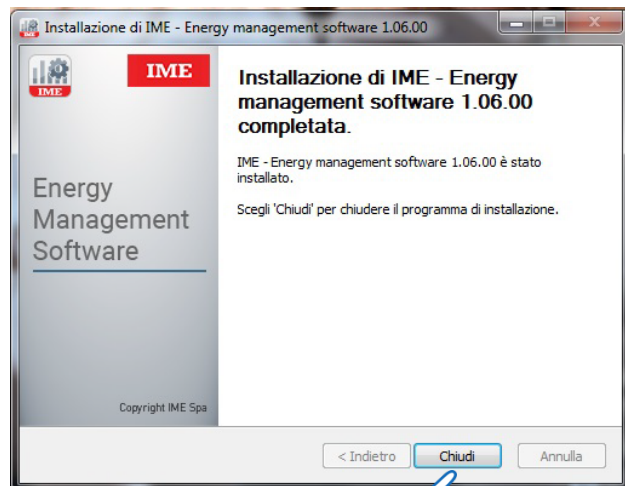 Installazione di IME - Energy management software 1.06.00
IME
IME
Installazione di IME - Energy
management software 1.06.00
completata.
IME - Energy management software 1.06.00 è stato
installato.
Scegli 'Chiudi' per chiudere il programma di installazione.
Energy
Management
Software
Copyright IME Spa
< Indietro
Chiudi
Annulla